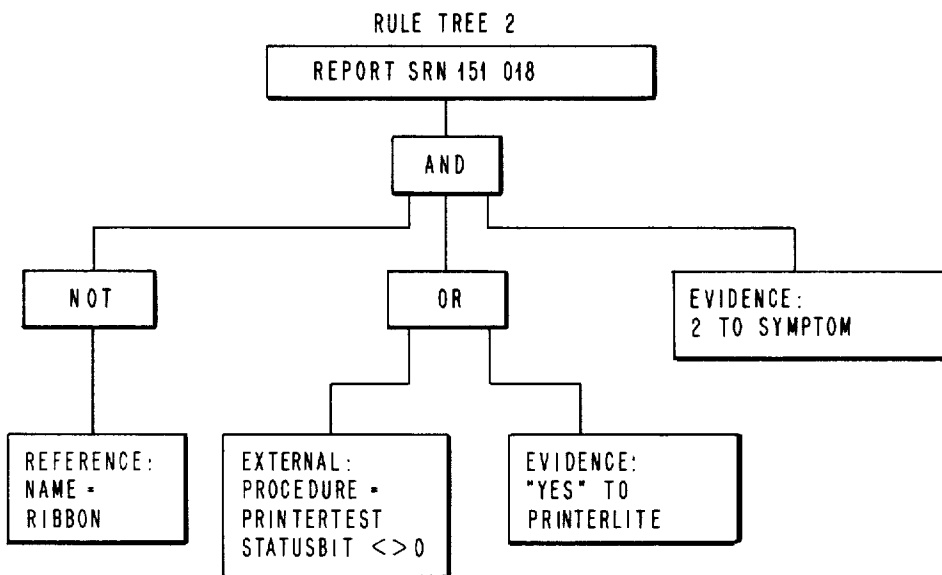 RULE TREE 2
REPORT SRN 151 018
AND
NOT
OR
EVIDENCE:
2 TO SYMPTOM
REFERENCE:
NAME =
RIBBON
EXTERNAL:
PROCEDURE =
PRINTERTEST
STATUSBIT <>0
EVIDENCE:
"YES" TO
PRINTERLITE